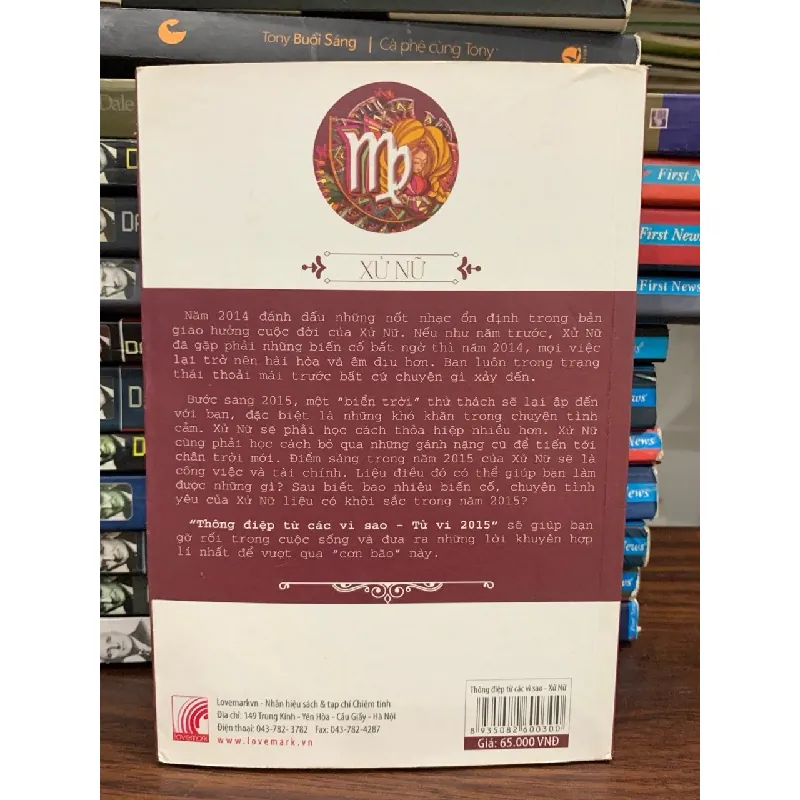 Tony Buổi Sáng | Cà phê cùng Tony
Dale
First N
First New
First News
ws
News
ews
XỬ NỮ
Năm 2014 đánh dấu những nốt nhạc ổn định trong bản
giao hưởng cuộc đời của Xử Nữ. Nếu như năm trước, Xử Nữ
đã gặp phải những biến cố bất ngờ thì năm 2014, mọi việc
lại trở nên hài hòa và êm dịu hơn. Bạn luôn trong trạng
thái thoải mái trước bất cứ chuyện gì xảy đến.
Bước sang 2015, một "biển trời" thử thách sẽ lại ập đến
với bạn, đặc biệt là những khó khăn trong chuyện tình
cảm. Xử Nữ sẽ phải học cách thỏa hiệp nhiều hơn. Xử Nữ
cũng phải học cách bỏ qua những gánh nặng cũ để tiến tới
chân trời mới. Điểm sáng trong năm 2015 của Xử Nữ sẽ là
công việc và tài chính. Liệu điều đó có thể giúp bạn làm
được những gì? Sau biết bao nhiêu biến cố, chuyện tình
yêu của Xử Nữ liệu có khởi sắc trong năm 2015?
"Thông điệp từ các vì sao - Tử vi 2015" sẽ giúp bạn
gỡ rối trong cuộc sống và đưa ra những lời khuyên hợp
lí nhất để vượt qua "cơn bão" này.
lovemark
Lovemarkvn - Nhãn hiệu sách & tạp chí Chiêm tinh
Địa chỉ: 149 Trung Kính - Yên Hòa - Cầu Giấy - Hà Nội
Điện thoại: 043-782- 3782 Fax: 043-782-4287
www.lovemark.vn
Thông điệp từ các vì sao - Xử Nữ
8 935082 600300
Giá: 65.000 VNĐ